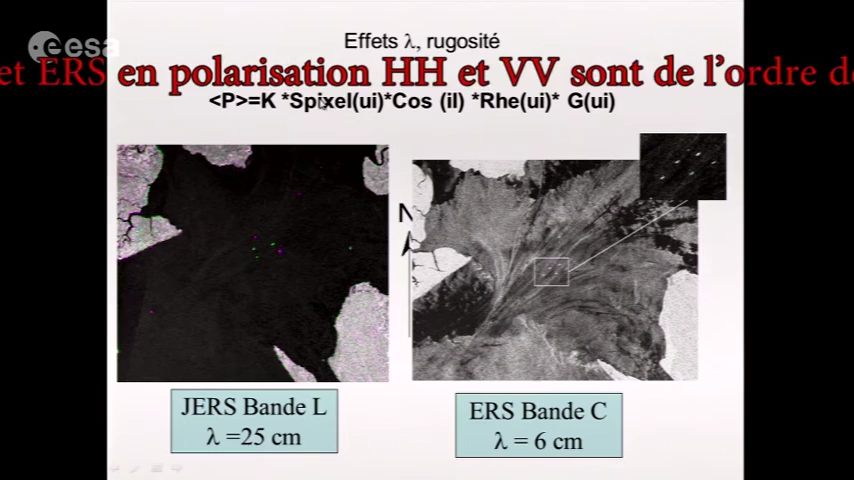 esa
Effets λ, rugosité
et ERS en polarisation HH et VV sont de l'ordre de
<P>=K *Spixel(ui)*Cos (il) *Rhe(ui)* G(ui)
N
JERS Bande L
λ =25 cm
ERS Bande C
λ = 6 cm